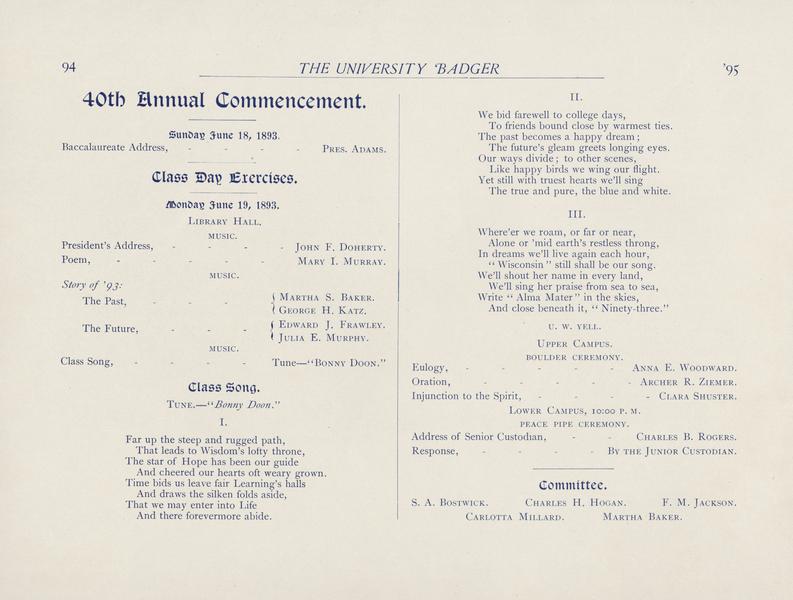 94
THE UNIVERSITY BADGER
'95
40th Annual Commencement.
Sunday June 18, 1893.
Baccalaureate Address, - - - - PRES. ADAMS.
Class Day Exercises.
Monday June 19, 1893.
LIBRARY HALL.
MUSIC.
President's Address, - - - - JOHN F. DOHERTY.
Poem, - - - - - MARY I. MURRAY.
MUSIC.
Story of '93:
The Past, - - - { MARTHA S. BAKER.
{ GEORGE H. KATZ.
The Future, - - - { EDWARD J. FRAWLEY.
{ JULIA E. MURPHY.
MUSIC.
Class Song, - - - - Tune—"BONNY DOON."
Class Song.
TUNE.—"Bonny Doon."
I.
Far up the steep and rugged path,
That leads to Wisdom's lofty throne,
The star of Hope has been our guide
And cheered our hearts oft weary grown.
Time bids us leave fair Learning's halls
And draws the silken folds aside,
That we may enter into Life
And there forevermore abide.
II.
We bid farewell to college days,
To friends bound close by warmest ties.
The past becomes a happy dream;
The future's gleam greets longing eyes.
Our ways divide; to other scenes,
Like happy birds we wing our flight.
Yet still with truest hearts we'll sing
The true and pure, the blue and white.
III.
Where'er we roam, or far or near,
Alone or 'mid earth's restless throng,
In dreams we'll live again each hour,
"Wisconsin" still shall be our song.
We'll shout her name in every land,
We'll sing her praise from sea to sea,
Write "Alma Mater" in the skies,
And close beneath it, "Ninety-three."
U. W. YELL.
UPPER CAMPUS.
BOULDER CEREMONY.
Eulogy, - - - - - ANNA E. WOODWARD.
Oration, - - - - - ARCHER R. ZIEMER.
Injunction to the Spirit, - - - - CLARA SHUSTER.
LOWER CAMPUS, 10:00 P. M.
PEACE PIPE CEREMONY.
Address of Senior Custodian, - - CHARLES B. ROGERS.
Response, - - - - BY THE JUNIOR CUSTODIAN.
Committee.
S. A. BOSTWICK. CHARLES H. HOGAN. F. M. JACKSON.
CARLOTTA MILLARD. MARTHA BAKER.